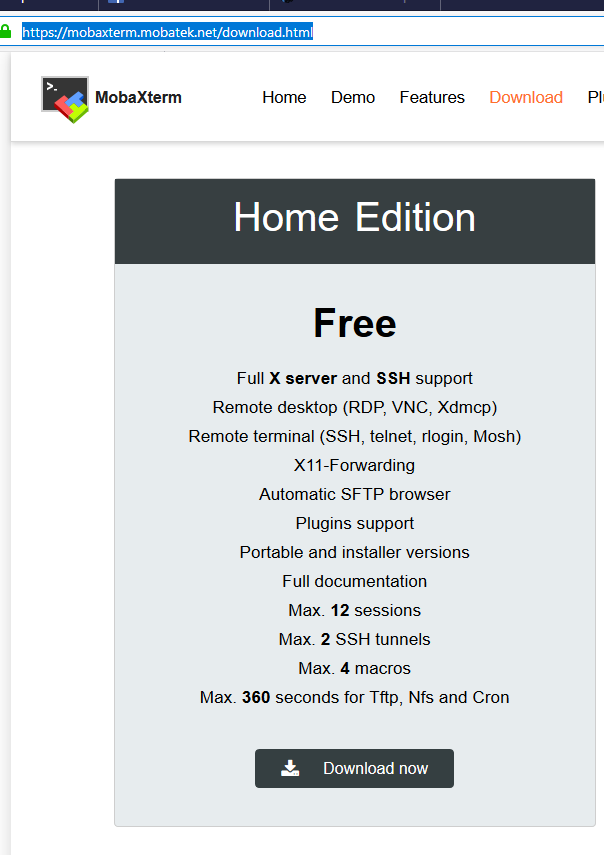 https://mobaxterm.mobatek.net/download.html
>_.
MobaXterm Home Demo Features Download
Home Edition
Free
Full X server and SSH support
Remote desktop (RDP, VNC, Xdmcp)
Remote terminal (SSH, telnet, rlogin, Mosh)
X11-Forwarding
Automatic SFTP browser
Plugins support
Portable and installer versions
Full documentation
Max. 12 sessions
Max. 2 SSH tunnels
Max. 4 macros
Max. 360 seconds for Tftp, Nfs and Cron
Download now